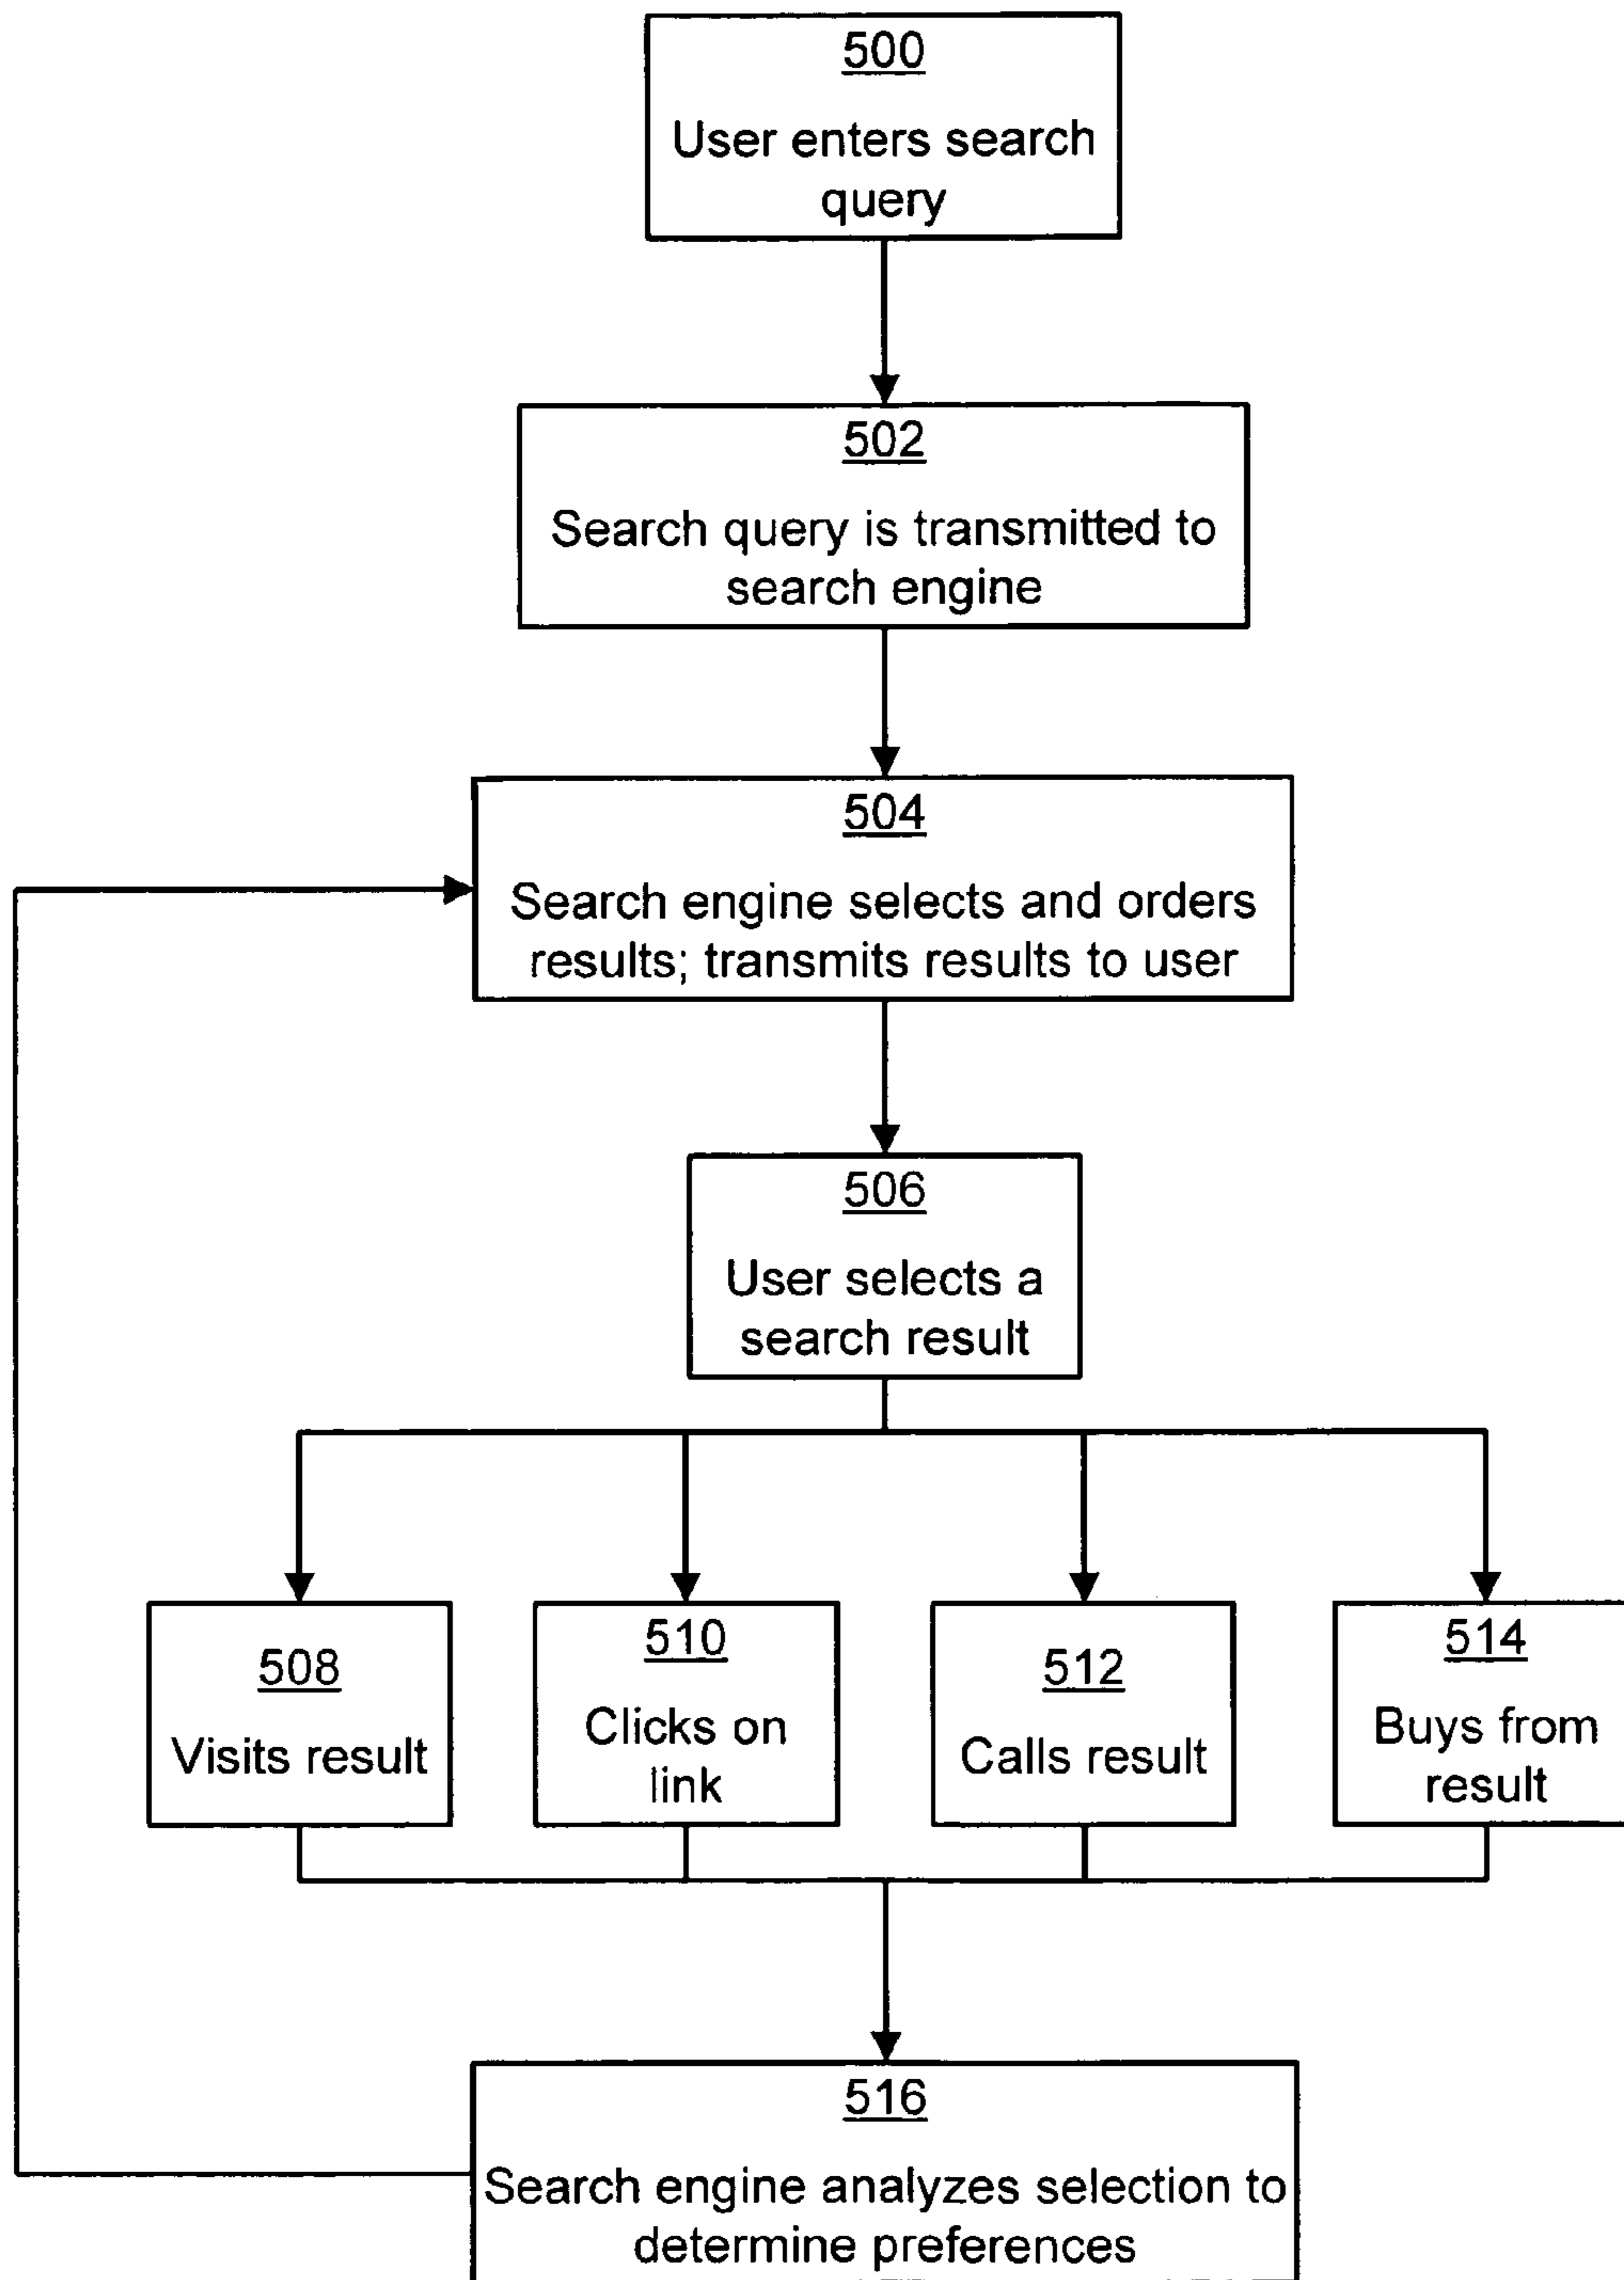 500
User enters search
query
502
Search query is transmitted to
search engine
504
Search engine selects and orders
results; transmits results to user
506
User selects a
search result
508
Visits result
510
Clicks on
link
512
Calls result
514
Buys from
result
516
Search engine analyzes selection to
determine preferences